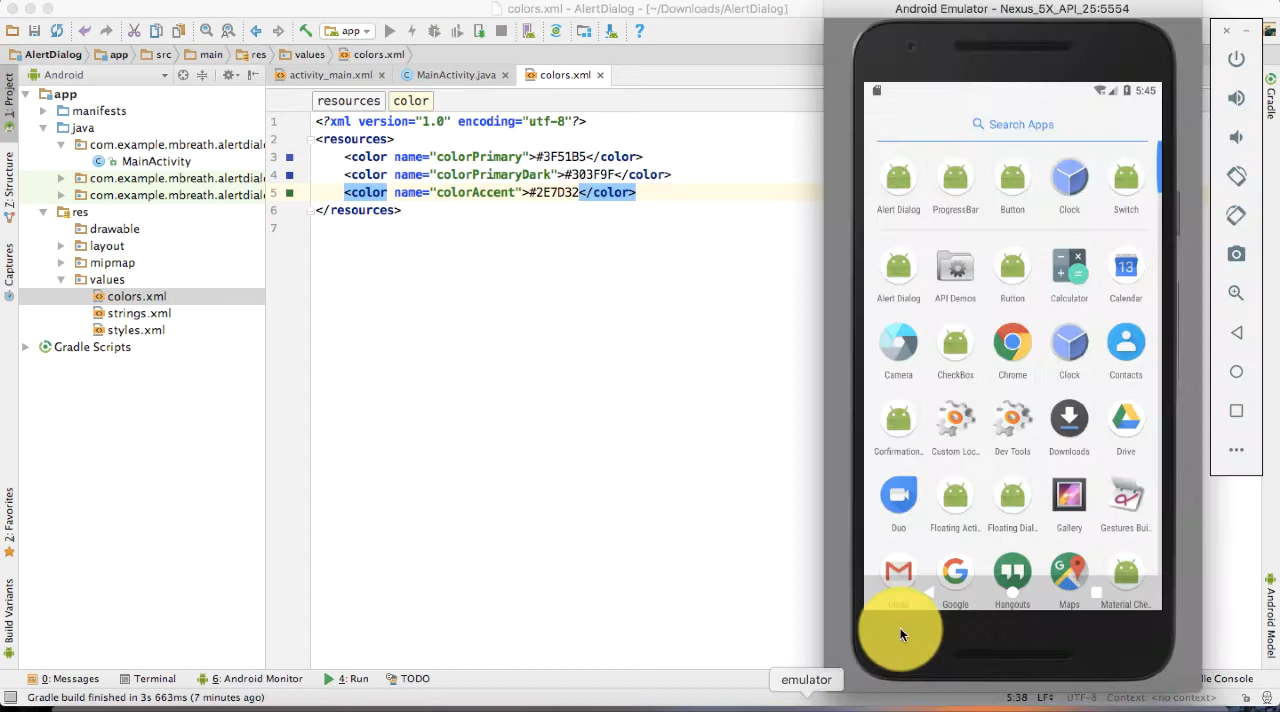 colors.xml - AlertDialog - [~/Downloads/AlertDialog]
Android Emulator - Nexus_5X_API_25:5554
app
AlertDialog app src main res values colors.xml
Android
activity_main.xml MainActivity.java colors.xml
resources color
1: Project
Z: Structure
Captures
2: Favorites
Build Variants
app
manifests
java
com.example.mbreath.alertdialo
MainActivity
com.example.mbreath.alertdialo
com.example.mbreath.alertdialo
res
drawable
layout
mipmap
values
colors.xml
strings.xml
styles.xml
Gradle Scripts
1 <?xml version="1.0" encoding="utf-8"?>
2 <resources>
3 <color name="colorPrimary">#3F51B5</color>
4 <color name="colorPrimaryDark">#303F9F</color>
5 <color name="colorAccent">#2E7D32</color>
6 </resources>
7
5:45
Search Apps
Alert Dialog ProgressBar Button Clock Switch
Alert Dialog API Demos Button Calculator Calendar
13
Camera CheckBox Chrome Clock Contacts
Corfirmation.. Custom Loc.. Dev Tools Downloads Drive
Duo Floating Acti.. Floating Dial.. Gallery Gestures Bui..
Gmail Google Hangouts Maps Material Che..
Gradle
Android Model
0: Messages Terminal 6: Android Monitor 4: Run TODO
emulator
le Console
Gradle build finished in 3s 663ms (7 minutes ago)
5:38 LF UTF-8 Context: <no context>